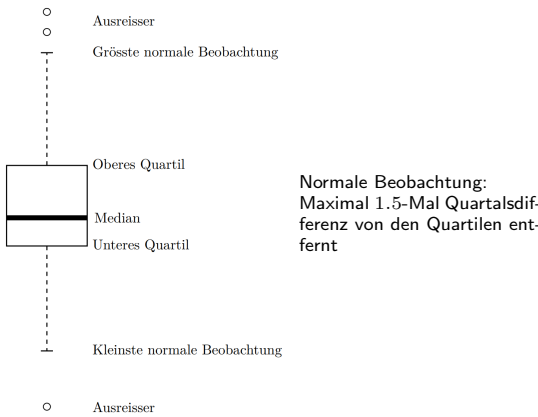 Ausreisser
Grösste normale Beobachtung
Oberes Quartil
Median
Unteres Quartil
Kleinste normale Beobachtung
Ausreisser
Normale Beobachtung:
Maximal 1.5-Mal Quartalsdif-
ferenz von den Quartilen ent-
fernt